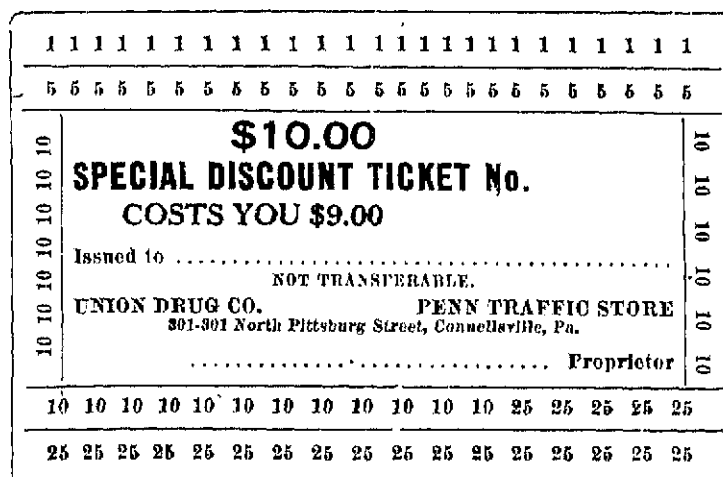 1 1 1 1 1 1 1 1 1 1 1 1 1 1 1 1 1 1 1 1 1 1 1 1 1
5 5 5 5 5 5 5 5 5 5 5 5 5 5 5 5 5 5 5 5 5 5 5 5 5 5 5
10 10 10 10 10 10 10
$10.00
SPECIAL DISCOUNT TICKET No.
COSTS YOU $9.00
Issued to ................................................
NOT TRANSFERABLE.
UNION DRUG CO. PENN TRAFFIC STORE
301-301 North Pittsburg Street, Connellsville, Pa.
................................... Proprietor
10 10 10 10 10 10
10 10 10 10 10 10 10 10 10 10 10 10 25 25 25 25 25
25 25 25 25 25 25 25 25 25 25 25 25 25 25 25 25 25